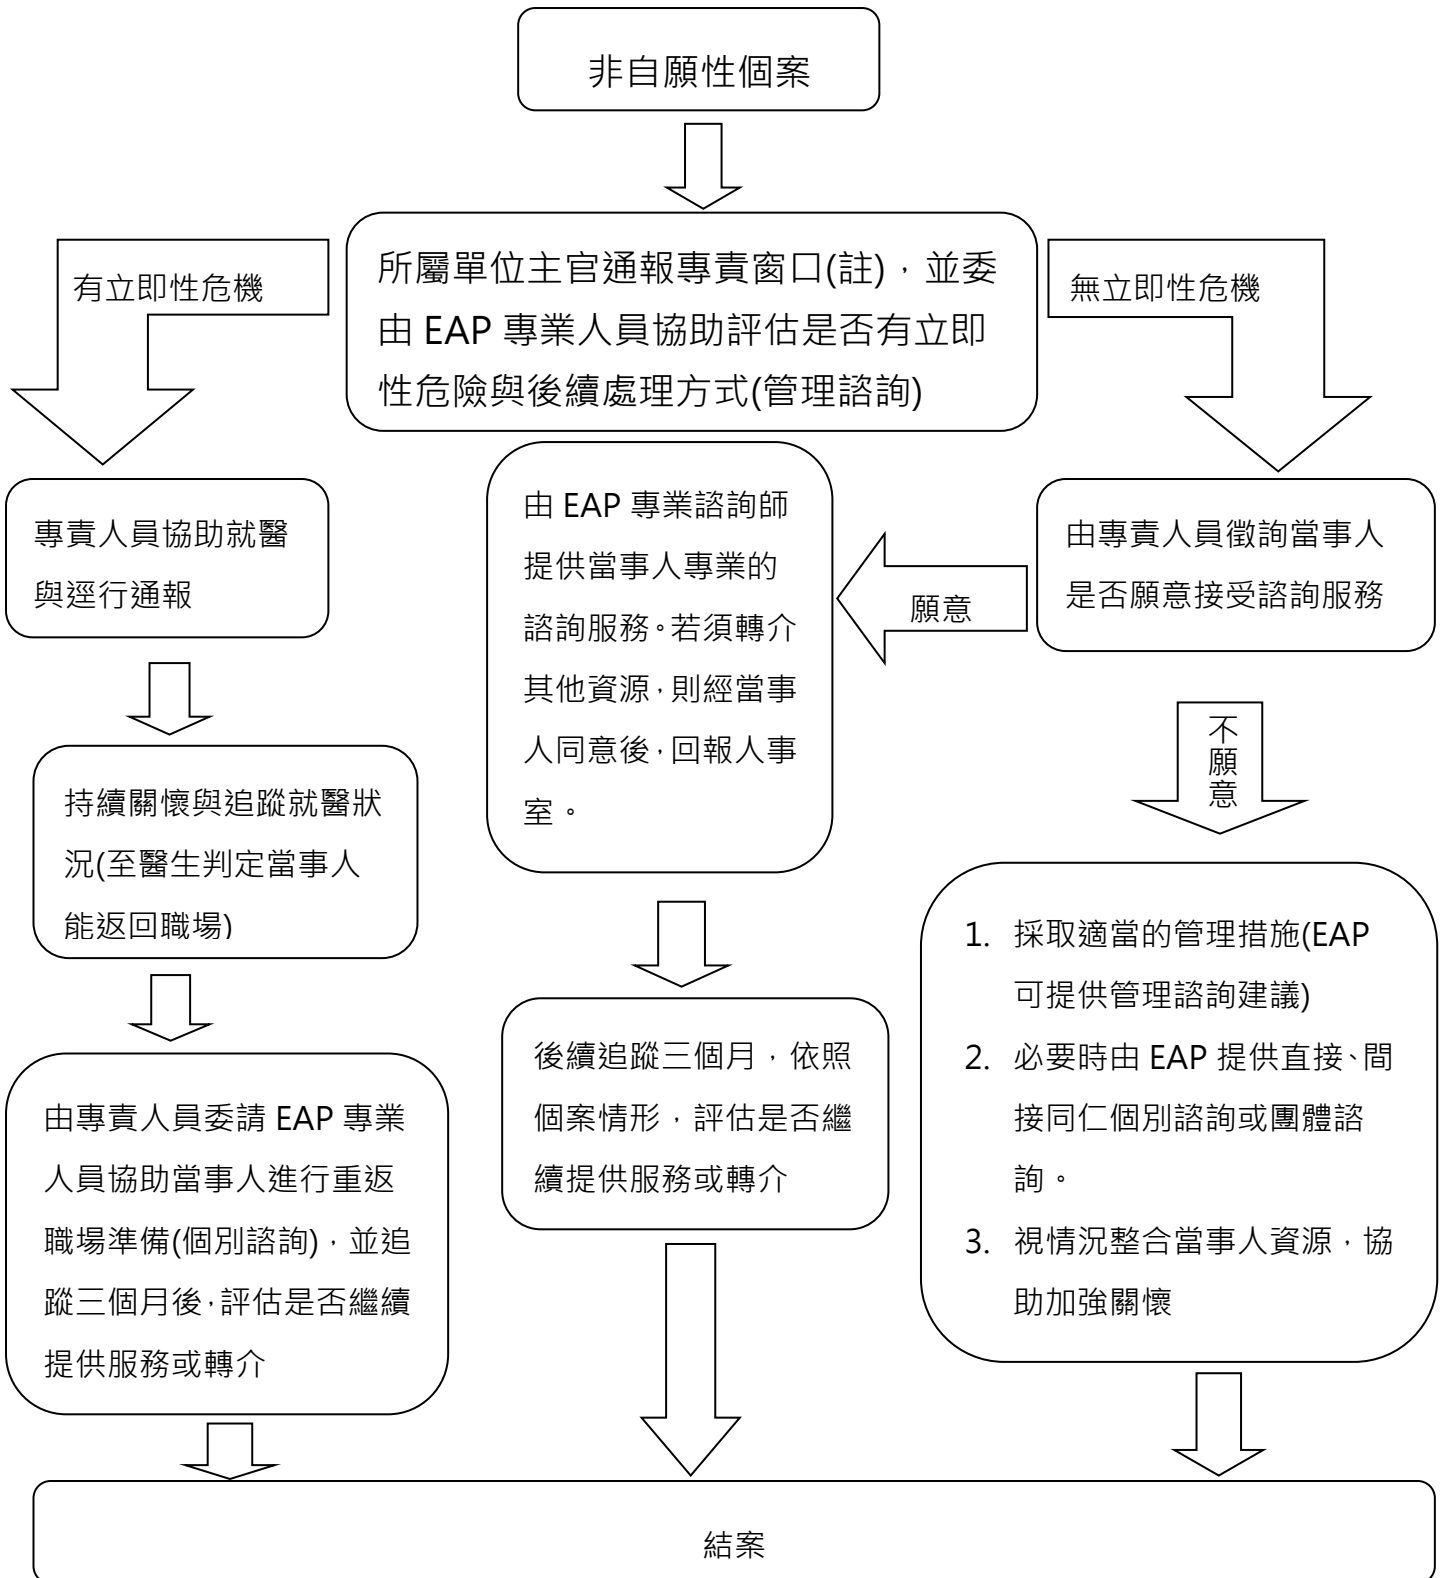 非自願性個案
所屬單位主官通報專責窗口(註)，並委
由 EAP 專業人員協助評估是否有立即
性危險與後續處理方式(管理諮詢)
有立即性危機
無立即性危機
專責人員協助就醫
與逕行通報
持續關懷與追蹤就醫狀
況(至醫生判定當事人
能返回職場)
由專責人員委請 EAP 專業
人員協助當事人進行重返
職場準備(個別諮詢)，並追
蹤三個月後，評估是否繼續
提供服務或轉介
由專責人員徵詢當事人
是否願意接受諮詢服務
願意
由 EAP 專業諮詢師
提供當事人專業的
諮詢服務。若須轉介
其他資源，則經當事
人同意後，回報人事
室。
後續追蹤三個月，依照
個案情形，評估是否繼
續提供服務或轉介
不願意
1. 採取適當的管理措施(EAP
可提供管理諮詢建議)
2. 必要時由 EAP 提供直接、間
接同仁個別諮詢或團體諮
詢。
3. 視情況整合當事人資源，協
助加強關懷
結案